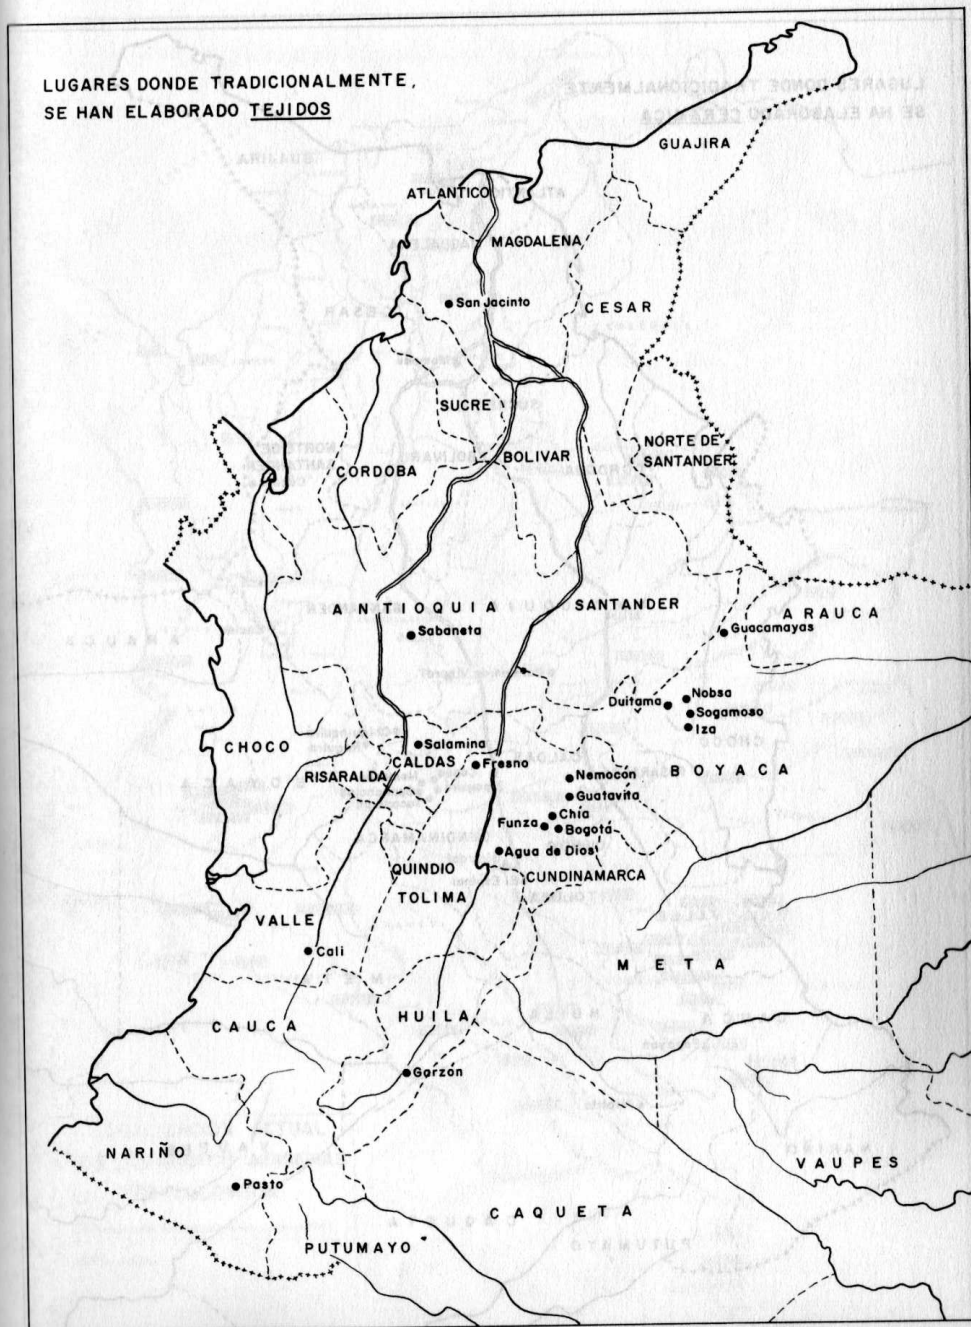 LUGARES DONDE TRADICIONALMENTE,
SE HAN ELABORADO TEJIDOS
GUAJIRA
ATLANTICO
MAGDALENA
San Jacinto
CESAR
SUCRE
NORTE DE
SANTANDER
BOLIVAR
CORDOBA
ANTIOQUIA
SANTANDER
ARAUCA
Sabaneta
Guacamayas
Nobsa
Duitama
Sogamoso
Iza
CHOCO
Salamina
CALDAS
Fresno
RISARALDA
Nemocón
BOYACA
Guatavita
Chía
Funza
Bogotá
Agua de Dios
QUINDIO
CUNDINAMARCA
TOLIMA
VALLE
Cali
META
HUILA
CAUCA
Garzón
NARIÑO
VAUPES
Pasto
CAQUETA
PUTUMAYO